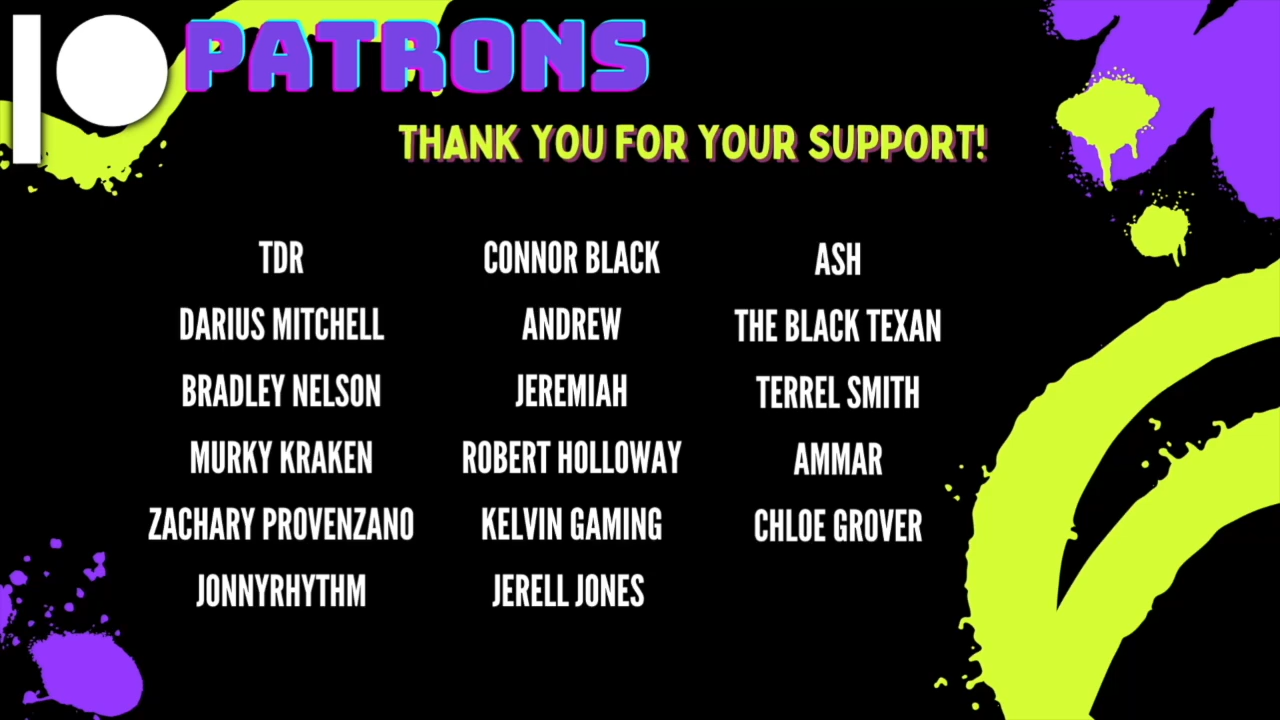 PATRONS
THANK YOU FOR YOUR SUPPORT!
TDR
DARIUS MITCHELL
BRADLEY NELSON
MURKY KRAKEN
ZACHARY PROVENZANO
JONNYRHYTHM
CONNOR BLACK
ANDREW
JEREMIAH
ROBERT HOLLOWAY
KELVIN GAMING
JERELL JONES
ASH
THE BLACK TEXAN
TERREL SMITH
AMMAR
CHLOE GROVER